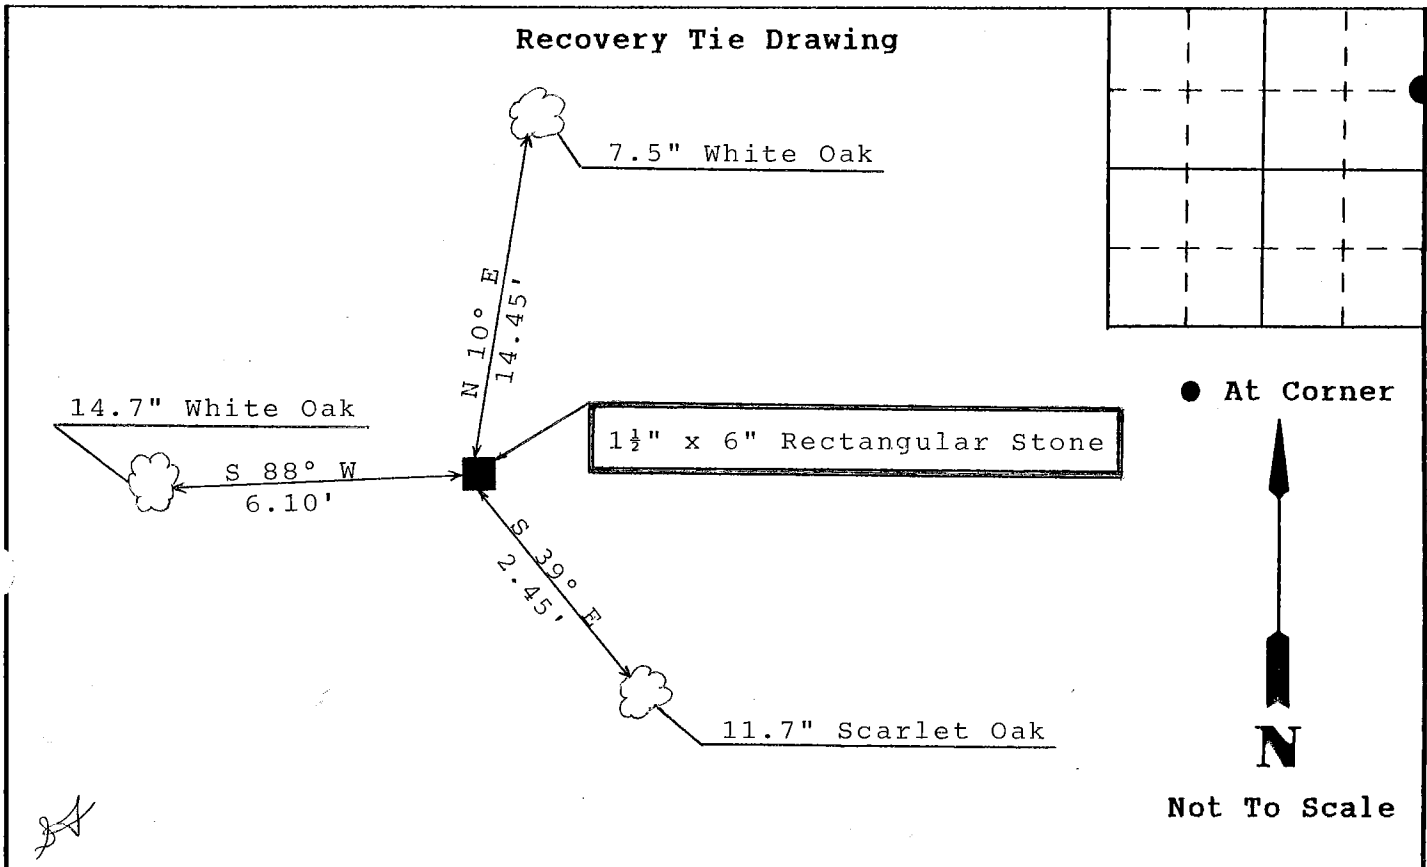 Recovery Tie Drawing
7.5" White Oak
N 10° E
14.45'
At Corner
14.7" White Oak
1½" x 6" Rectangular Stone
S 88° W
6.10'
S 39° E
2.45'
11.7" Scarlet Oak
N
Not To Scale